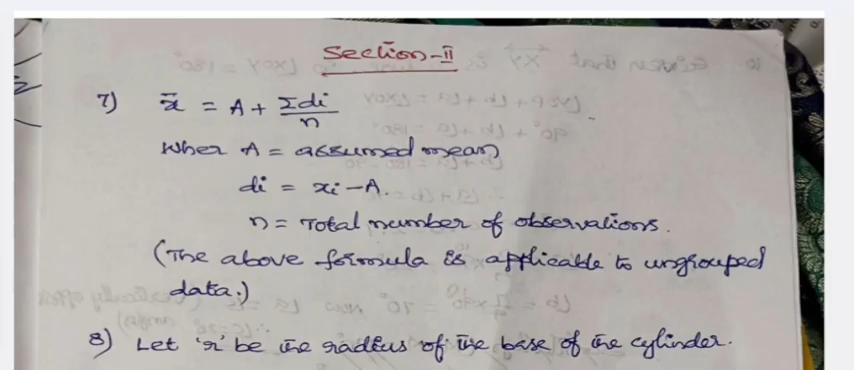 Section-II
7) x̄ = A + Σdi/n
Wher A = assumed mean
di = xi - A.
n = Total number of observations.
(The above formula is applicable to ungrouped
data.)
8) Let 'r' be the radius of the base of the cylinder.